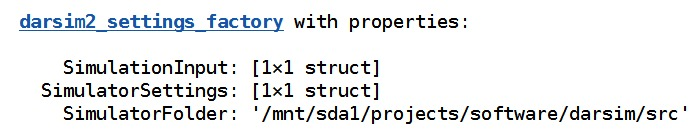 darsim2_settings_factory with properties:
SimulationInput: [1×1 struct]
SimulatorSettings: [1×1 struct]
SimulatorFolder: '/mnt/sda1/projects/software/darsim/src'